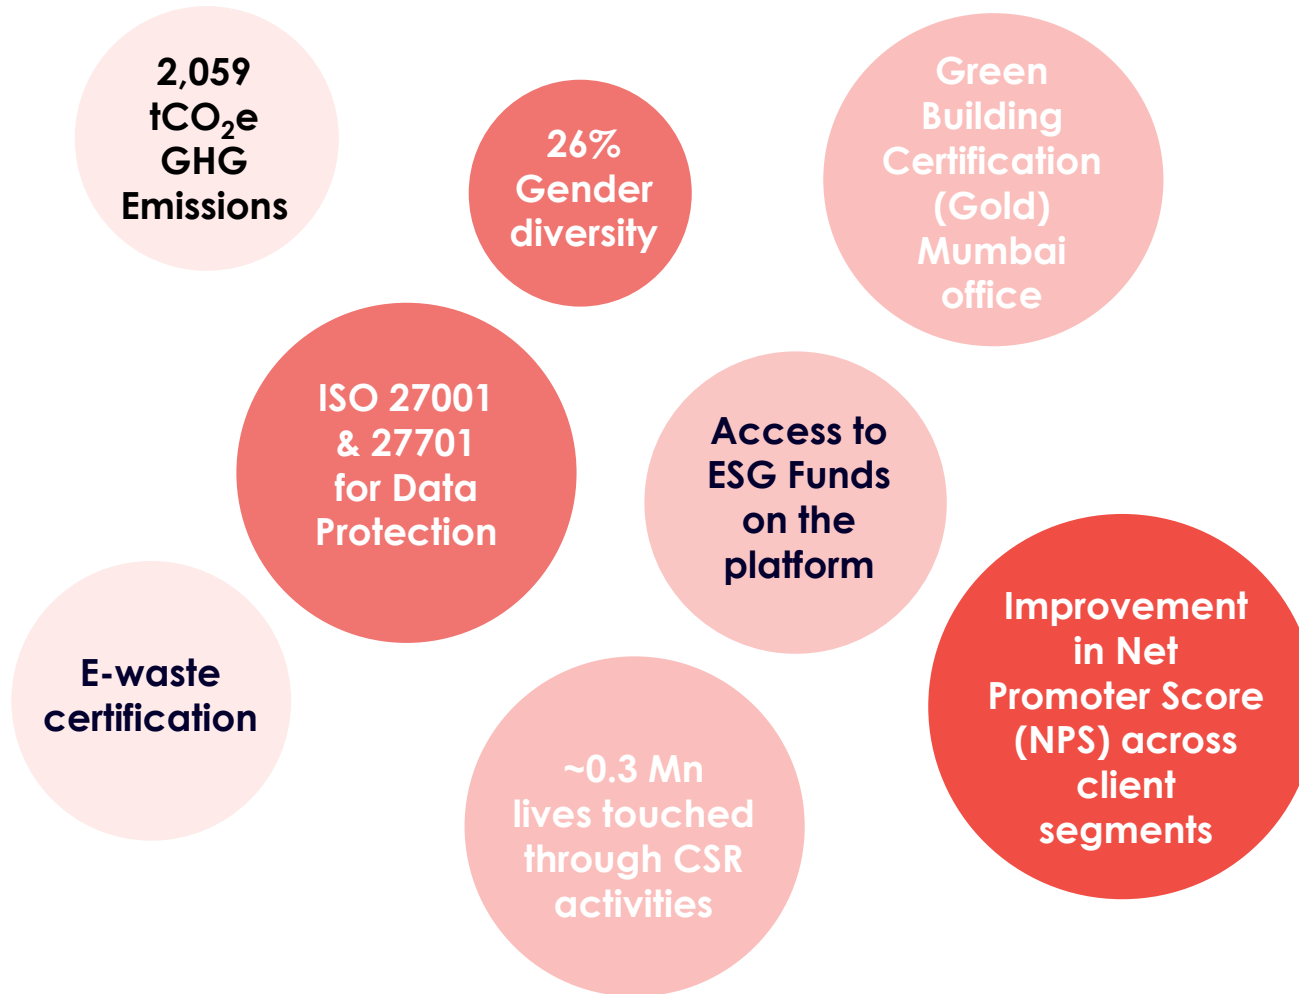 2,059
tCO₂e
GHG
Emissions
26%
Gender
diversity
Green
Building
Certification
(Gold)
Mumbai
office
ISO 27001
& 27701
for Data
Protection
Access to
ESG Funds
on the
platform
E-waste
certification
~0.3 Mn
lives touched
through CSR
activities
Improvement
in Net
Promoter Score
(NPS) across
client
segments